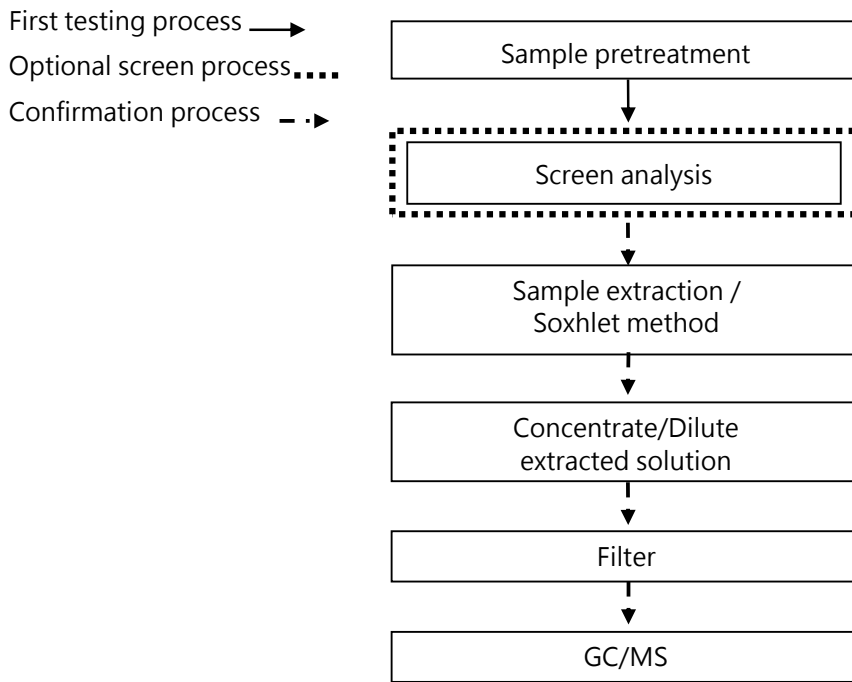 First testing process
Optional screen process
Confirmation process
Sample pretreatment
Screen analysis
Sample extraction /
Soxhlet method
Concentrate/Dilute
extracted solution
Filter
GC/MS